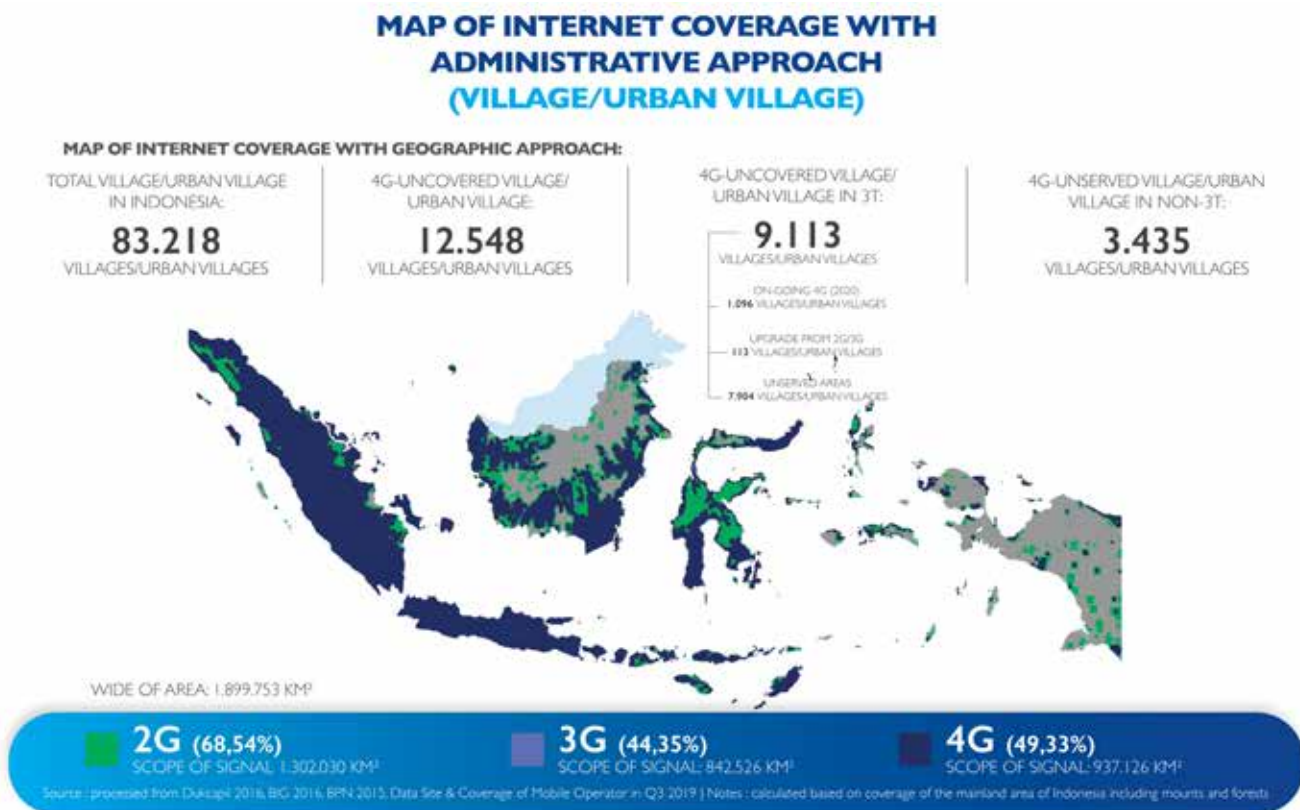 MAP OF INTERNET COVERAGE WITH
ADMINISTRATIVE APPROACH
(VILLAGE/URBAN VILLAGE)
MAP OF INTERNET COVERAGE WITH GEOGRAPHIC APPROACH:
TOTAL VILLAGE/URBAN VILLAGE
IN INDONESIA:
83.218
VILLAGES/URBAN VILLAGES
4G-UNCOVERED VILLAGE/
URBAN VILLAGE:
12.548
VILLAGES/URBAN VILLAGES
4G-UNCOVERED VILLAGE/
URBAN VILLAGE IN 3T:
9.113
VILLAGES/URBAN VILLAGES
ON-GOING 4G (2020)
1.096 VILLAGES/URBAN VILLAGES
UPGRADE FROM 2G/3G
113 VILLAGES/URBAN VILLAGES
UNSERVED AREAS
7.904 VILLAGES/URBAN VILLAGES
4G-UNSERVED VILLAGE/URBAN
VILLAGE IN NON-3T:
3.435
VILLAGES/URBAN VILLAGES
WIDE OF AREA: 1.899.753 KM²
2G (68,54%)
SCOPE OF SIGNAL 1.302.030 KM²
3G (44,35%)
SCOPE OF SIGNAL: 842.526 KM²
4G (49,33%)
SCOPE OF SIGNAL: 937.126 KM²
Source : processed from Dukcapil 2016, BIG 2016, BPN 2015, Data Site & Coverage of Mobile Operator in Q3 2019 | Notes : calculated based on coverage of the mainland area of Indonesia including mounts and forests